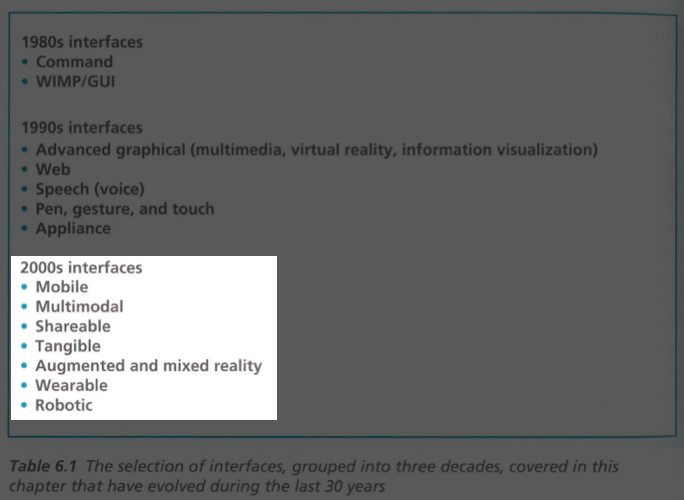 1980s interfaces
• Command
• WIMP/GUI
1990s interfaces
• Advanced graphical (multimedia, virtual reality, information visualization)
• Web
• Speech (voice)
• Pen, gesture, and touch
• Appliance
2000s interfaces
• Mobile
• Multimodal
• Shareable
• Tangible
• Augmented and mixed reality
• Wearable
• Robotic
Table 6.1 The selection of interfaces, grouped into three decades, covered in this
chapter that have evolved during the last 30 years